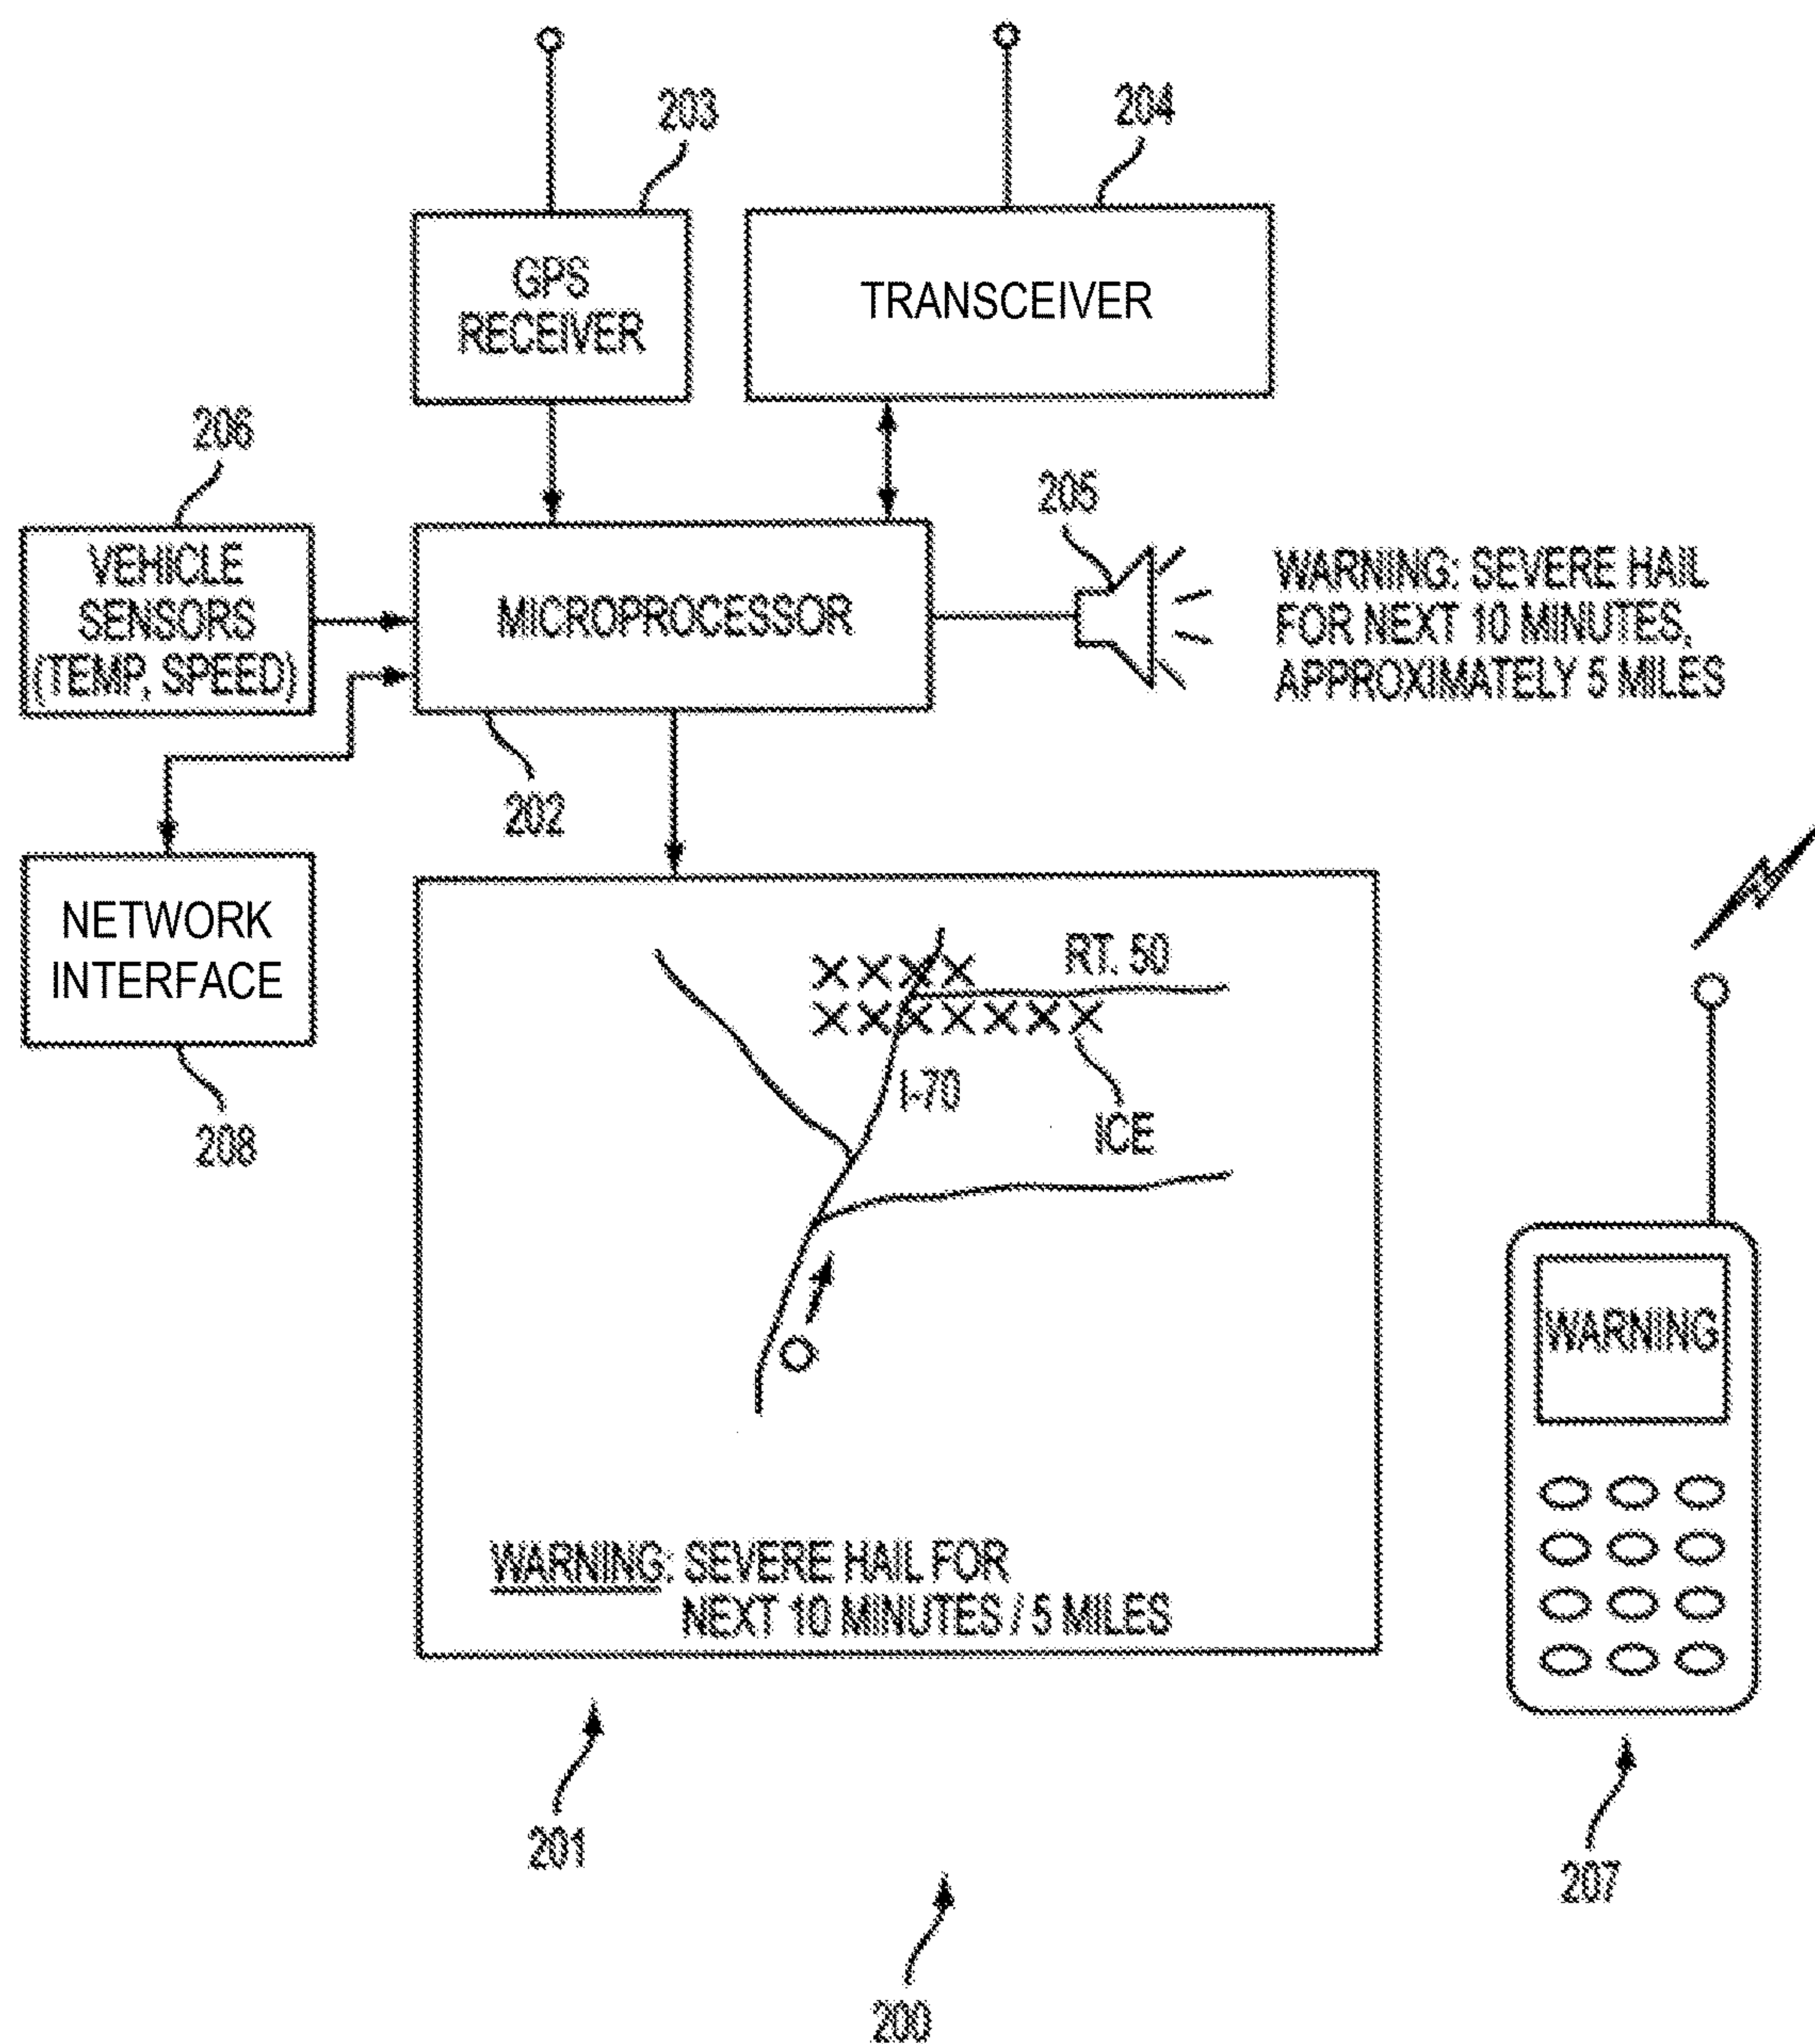 203
204
GPS
RECEIVER
TRANSCEIVER
206
205
VEHICLE
SENSORS
(TEMP, SPEED)
MICROPROCESSOR
WARNING: SEVERE HAIL
FOR NEXT 10 MINUTES,
APPROXIMATELY 5 MILES
202
NETWORK
INTERFACE
208
RT. 50
I-70
ICE
WARNING
WARNING: SEVERE HAIL FOR
NEXT 10 MINUTES / 5 MILES
201
207
200